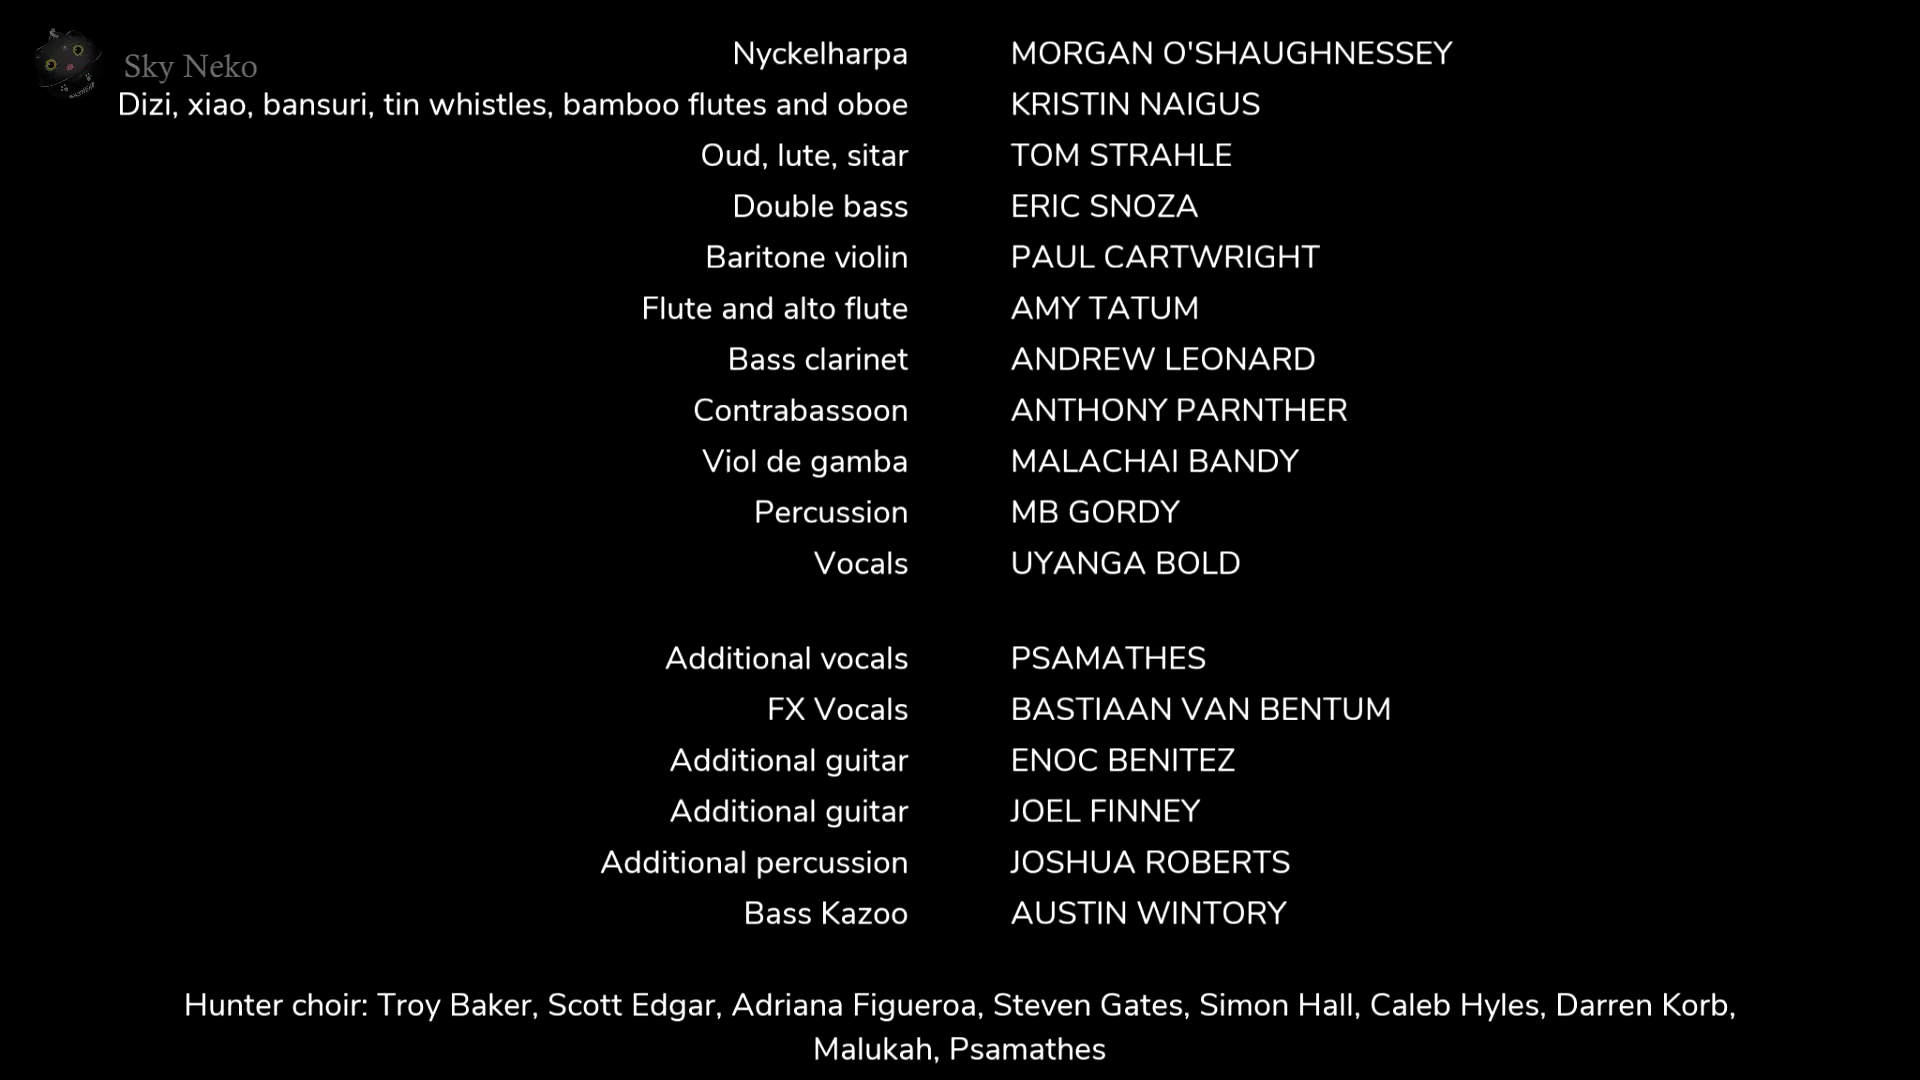 Sky Neko
Nyckelharpa MORGAN O'SHAUGHNESSEY
Dizi, xiao, bansuri, tin whistles, bamboo flutes and oboe KRISTIN NAIGUS
Oud, lute, sitar TOM STRAHLE
Double bass ERIC SNOZA
Baritone violin PAUL CARTWRIGHT
Flute and alto flute AMY TATUM
Bass clarinet ANDREW LEONARD
Contrabassoon ANTHONY PARNTHER
Viol de gamba MALACHAI BANDY
Percussion MB GORDY
Vocals UYANGA BOLD
Additional vocals PSAMATHES
FX Vocals BASTIAAN VAN BENTUM
Additional guitar ENOC BENITEZ
Additional guitar JOEL FINNEY
Additional percussion JOSHUA ROBERTS
Bass Kazoo AUSTIN WINTORY
Hunter choir: Troy Baker, Scott Edgar, Adriana Figueroa, Steven Gates, Simon Hall, Caleb Hyles, Darren Korb,
Malukah, Psamathes